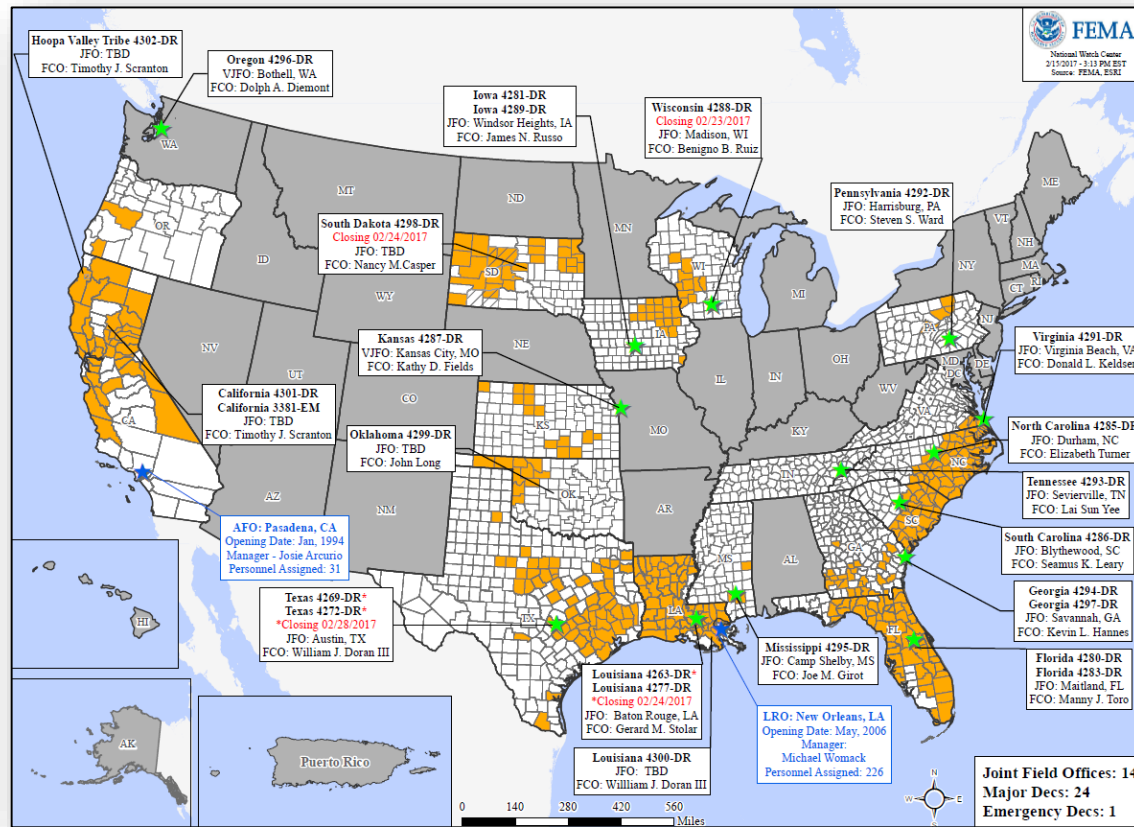 FEMA
National Watch Center
2/15/2017 - 3:13 PM EST
Source: FEMA, ESRI
Hoopa Valley Tribe 4302-DR
JFO: TBD
FCO: Timothy J. Scranton
Oregon 4296-DR
VJFO: Bothell, WA
FCO: Dolph A. Diemont
Iowa 4281-DR
Iowa 4289-DR
JFO: Windsor Heights, IA
FCO: James N. Russo
Wisconsin 4288-DR
Closing 02/23/2017
JFO: Madison, WI
FCO: Benigno B. Ruiz
Pennsylvania 4292-DR
JFO: Harrisburg, PA
FCO: Steven S. Ward
South Dakota 4298-DR
Closing 02/24/2017
JFO: TBD
FCO: Nancy M.Casper
Kansas 4287-DR
VJFO: Kansas City, MO
FCO: Kathy D. Fields
California 4301-DR
California 3381-EM
JFO: TBD
FCO: Timothy J. Scranton
Oklahoma 4299-DR
JFO: TBD
FCO: John Long
Virginia 4291-DR
JFO: Virginia Beach, VA
FCO: Donald L. Keldsen
North Carolina 4285-DR
JFO: Durham, NC
FCO: Elizabeth Turner
Tennessee 4293-DR
JFO: Sevierville, TN
FCO: Lai Sun Yee
South Carolina 4286-DR
JFO: Blythewood, SC
FCO: Seamus K. Leary
Georgia 4294-DR
Georgia 4297-DR
JFO: Savannah, GA
FCO: Kevin L. Hannes
Florida 4280-DR
Florida 4283-DR
JFO: Maitland, FL
FCO: Manny J. Toro
AFO: Pasadena, CA
Opening Date: Jan, 1994
Manager - Josie Arcurio
Personnel Assigned: 31
Texas 4269-DR*
Texas 4272-DR*
*Closing 02/28/2017
JFO: Austin, TX
FCO: William J. Doran III
Mississippi 4295-DR
JFO: Camp Shelby, MS
FCO: Joe M. Girot
Louisiana 4263-DR*
Louisiana 4277-DR
*Closing 02/24/2017
JFO: Baton Rouge, LA
FCO: Gerard M. Stolar
LRO: New Orleans, LA
Opening Date: May, 2006
Manager:
Michael Womack
Personnel Assigned: 226
Louisiana 4300-DR
JFO: TBD
FCO: Willliam J. Doran III
WA
OR
ID
MT
ND
MN
SD
WY
NV
UT
CA
CO
NE
IA
WI
MI
IL
IN
OH
PA
NY
VT
NH
ME
MA
CT
RI
NJ
MD
DE
DC
WV
VA
KY
MO
KS
AZ
NM
OK
AR
TN
NC
SC
GA
AL
MS
LA
TX
FL
HI
AK
Puerto Rico
0 140 280 420 560
Miles
N
W E
S
Joint Field Offices: 14
Major Decs: 24
Emergency Decs: 1